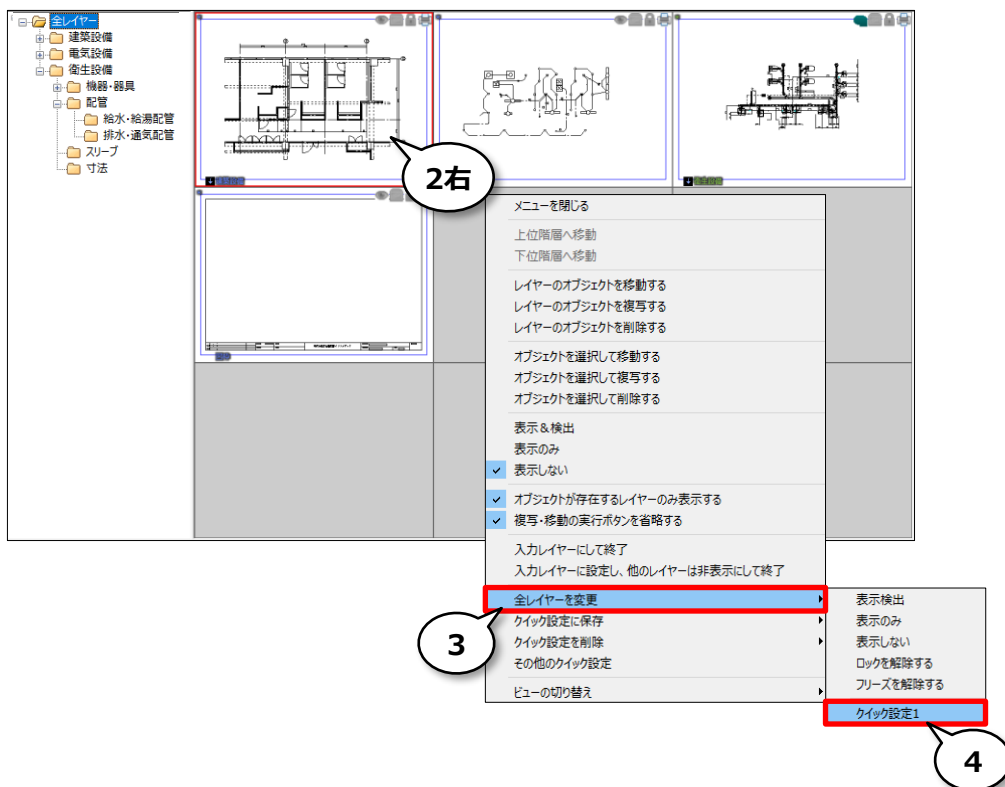 全レイヤー
建築設備
電気設備
衛生設備
機器・器具
配管
給水・給湯配管
排水・通気配管
スリーブ
寸法
2右
メニューを閉じる
上位階層へ移動
下位階層へ移動
レイヤーのオブジェクトを移動する
レイヤーのオブジェクトを複写する
レイヤーのオブジェクトを削除する
オブジェクトを選択して移動する
オブジェクトを選択して複写する
オブジェクトを選択して削除する
表示&検出
表示のみ
表示しない
オブジェクトが存在するレイヤーのみ表示する
複写・移動の実行ボタンを省略する
入力レイヤーにして終了
入力レイヤーに設定し、他のレイヤーは非表示にして終了
全レイヤーを変更
クイック設定に保存
クイック設定を削除
その他のクイック設定
ビューの切り替え
3
表示検出
表示のみ
表示しない
ロックを解除する
フリーズを解除する
クイック設定1
4